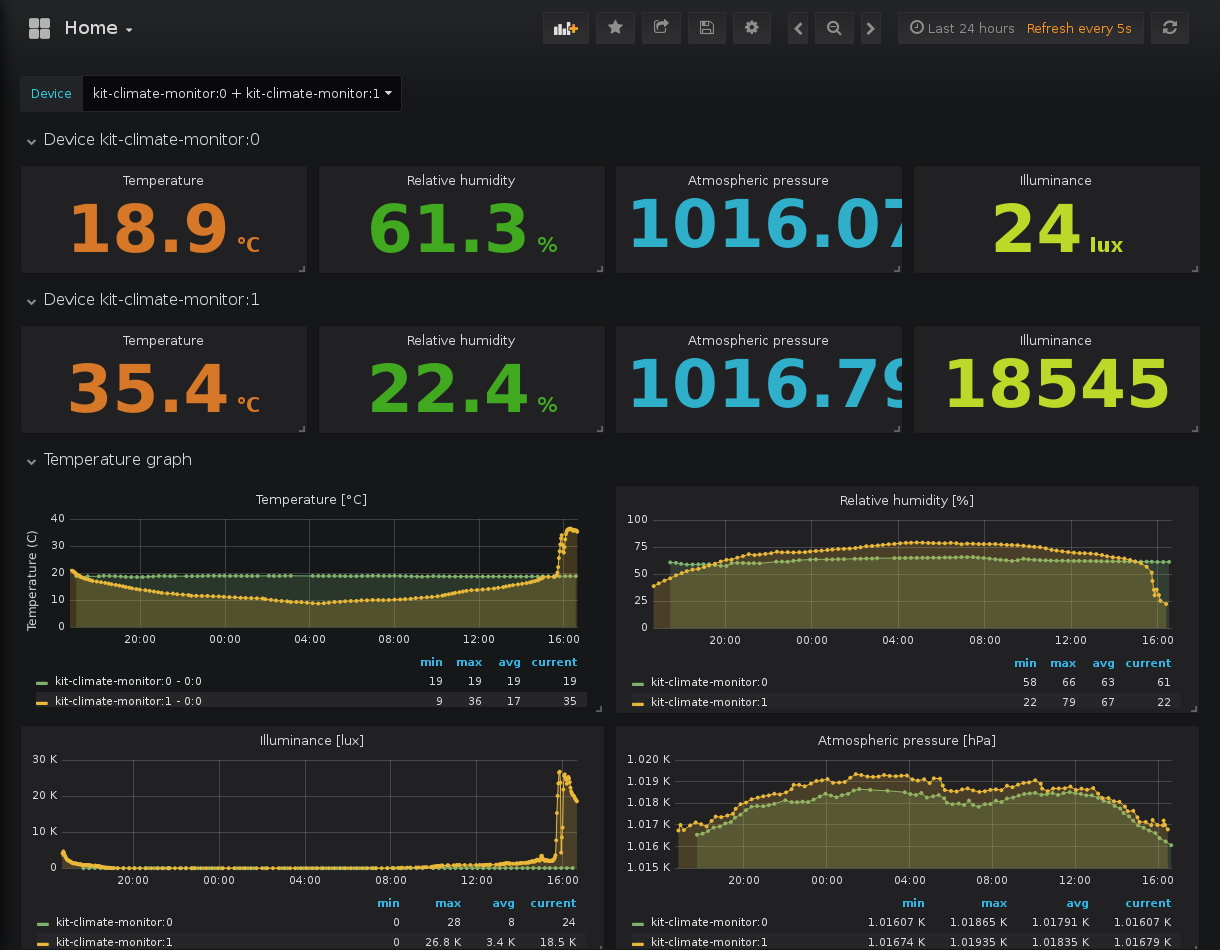 Home
Last 24 hours Refresh every 5s
Device kit-climate-monitor:0 + kit-climate-monitor:1
Device kit-climate-monitor:0
Temperature Relative humidity Atmospheric pressure Illuminance
18.9 °C 61.3 % 1016.07 24 lux
Device kit-climate-monitor:1
Temperature Relative humidity Atmospheric pressure Illuminance
35.4 °C 22.4 % 1016.79 18545
Temperature graph
Temperature [°C]
Temperature (C)
40
30
20
10
0
20:00 00:00 04:00 08:00 12:00 16:00
min max avg current
kit-climate-monitor:0 - 0:0 19 19 19 19
kit-climate-monitor:1 - 0:0 9 36 17 35
Relative humidity [%]
100
75
50
25
0
20:00 00:00 04:00 08:00 12:00 16:00
min max avg current
kit-climate-monitor:0 58 66 63 61
kit-climate-monitor:1 22 79 67 22
Illuminance [lux]
30 K
20 K
10 K
0
20:00 00:00 04:00 08:00 12:00 16:00
min max avg current
kit-climate-monitor:0 0 28 8 24
kit-climate-monitor:1 0 26.8 K 3.4 K 18.5 K
Atmospheric pressure [hPa]
1.020 K
1.019 K
1.018 K
1.017 K
1.016 K
1.015 K
20:00 00:00 04:00 08:00 12:00 16:00
min max avg current
kit-climate-monitor:0 1.01607 K 1.01865 K 1.01791 K 1.01607 K
kit-climate-monitor:1 1.01674 K 1.01935 K 1.01835 K 1.01679 K